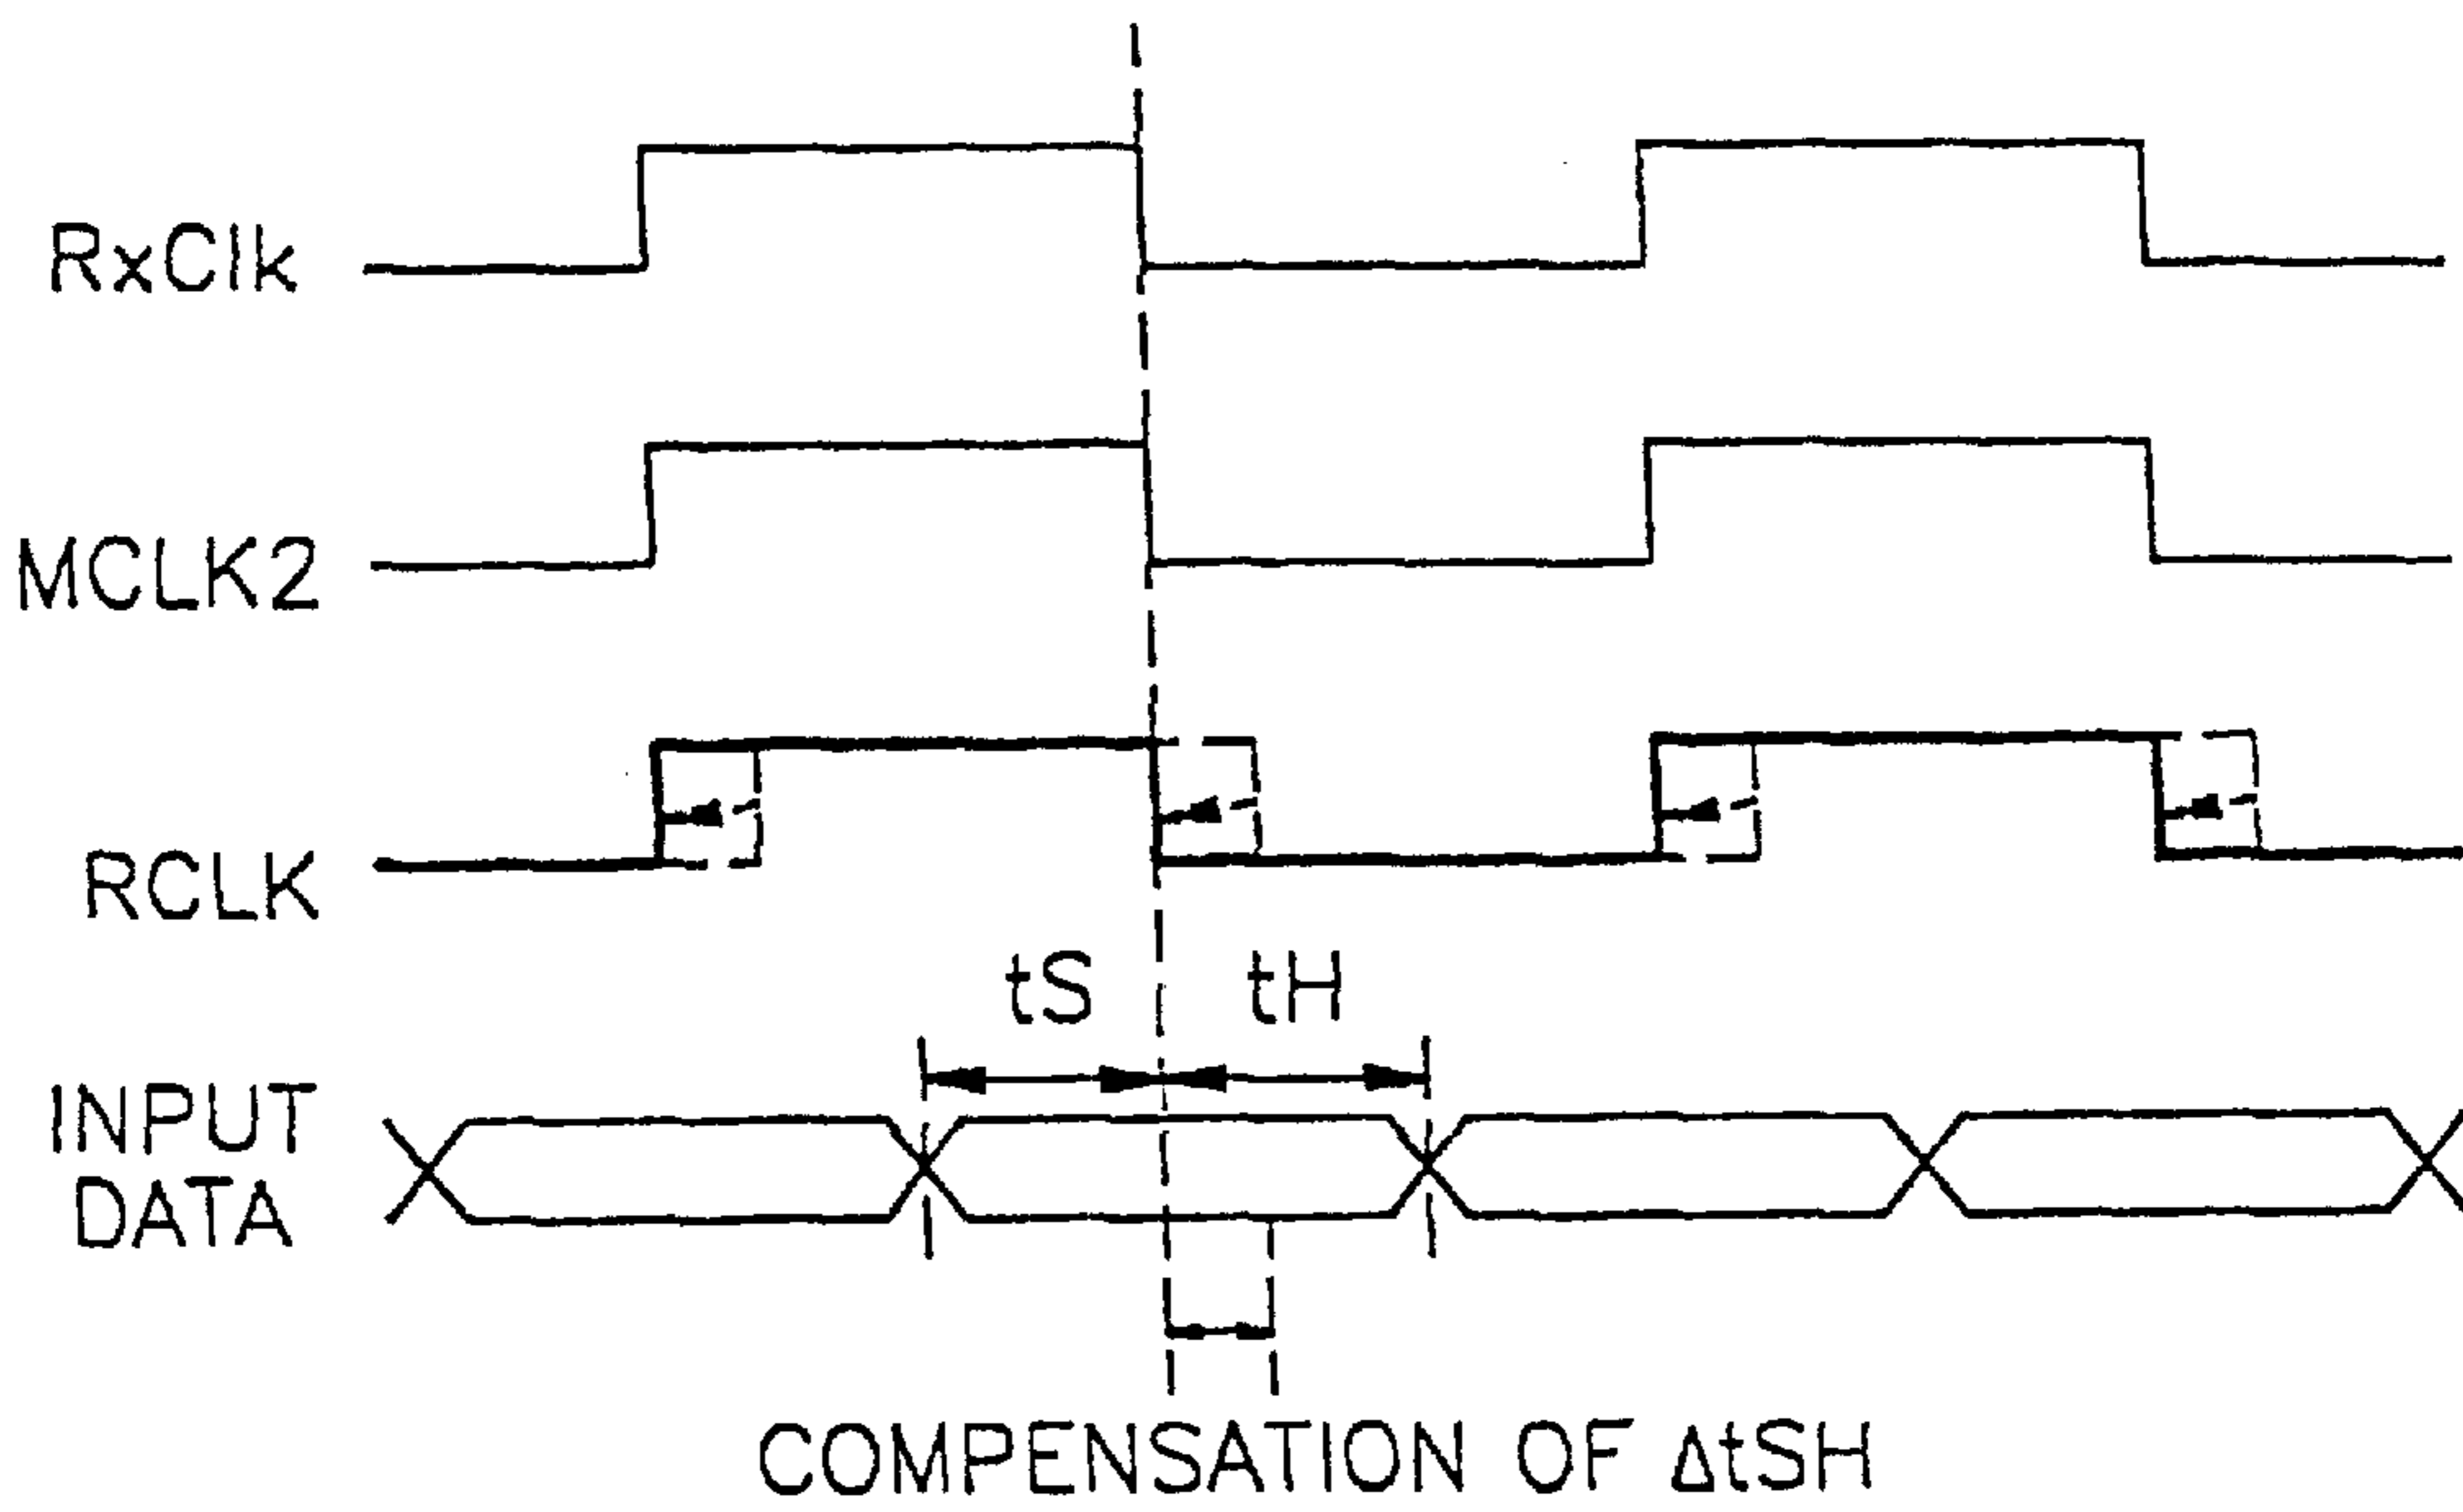 RxClk
MCLK2
RCLK
tS tH
INPUT
DATA
COMPENSATION OF ΔtSH